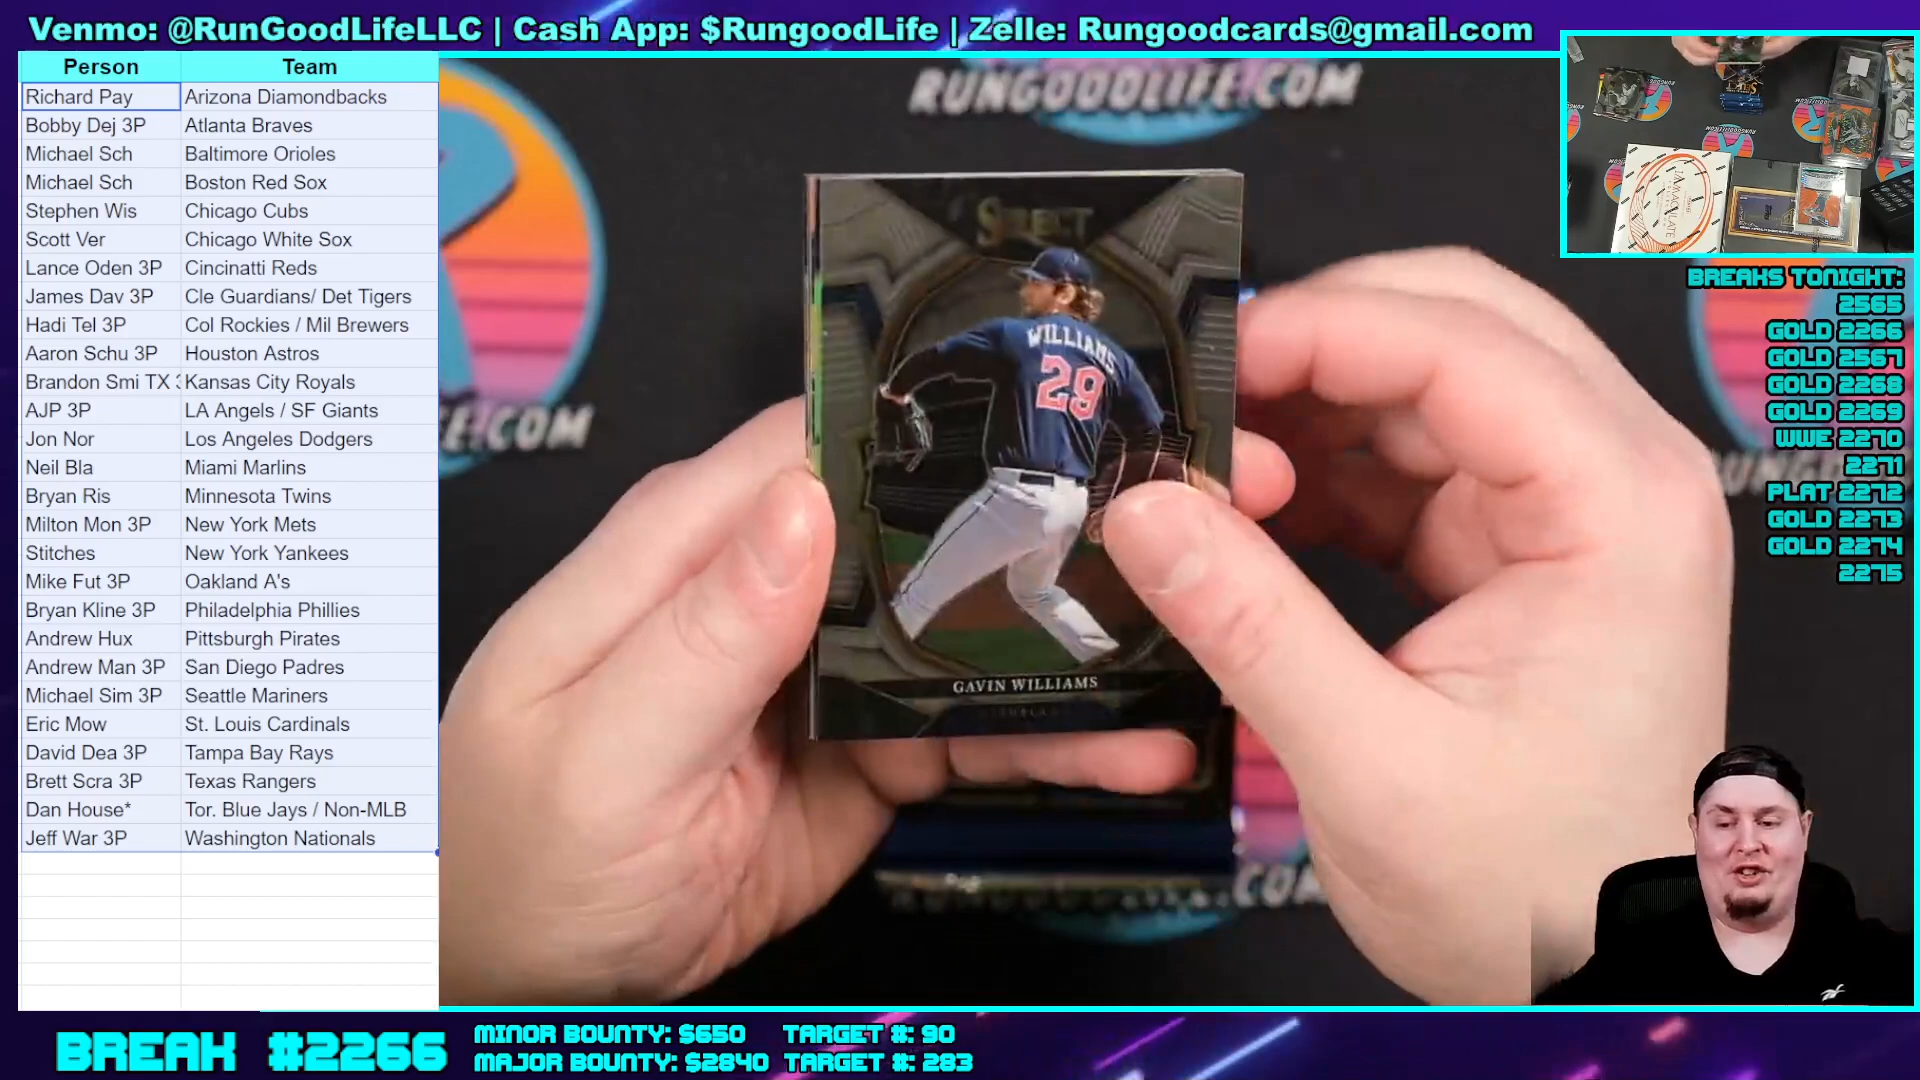 Venmo: @RunGoodLifeLLC | Cash App: $RungoodLife | Zelle: Rungoodcards@gmail.com
Person Team
Richard Pay Arizona Diamondbacks
Bobby Dej 3P Atlanta Braves
Michael Sch Baltimore Orioles
Michael Sch Boston Red Sox
Stephen Wis Chicago Cubs
Scott Ver Chicago White Sox
Lance Oden 3P Cincinatti Reds
James Dav 3P Cle Guardians/ Det Tigers
Hadi Tel 3P Col Rockies / Mil Brewers
Aaron Schu 3P Houston Astros
Brandon Smi TX Kansas City Royals
AJP 3P LA Angels / SF Giants
Jon Nor Los Angeles Dodgers
Neil Bla Miami Marlins
Bryan Ris Minnesota Twins
Milton Mon 3P New York Mets
Stitches New York Yankees
Mike Fut 3P Oakland A's
Bryan Kline 3P Philadelphia Phillies
Andrew Hux Pittsburgh Pirates
Andrew Man 3P San Diego Padres
Michael Sim 3P Seattle Mariners
Eric Mow St. Louis Cardinals
David Dea 3P Tampa Bay Rays
Brett Scra 3P Texas Rangers
Dan House* Tor. Blue Jays / Non-MLB
Jeff War 3P Washington Nationals
RUNGOODLIFE.COM
SELECT
WILLIAMS
29
GAVIN WILLIAMS
E.COM
IMMACULATE
BREAKS TONIGHT:
2565
GOLD 2266
GOLD 2567
GOLD 2268
GOLD 2269
WWE 2270
2271
PLAT 2272
GOLD 2273
GOLD 2274
2275
BREAK #2266
MINOR BOUNTY: $650 TARGET #: 90
MAJOR BOUNTY: $2840 TARGET #: 283